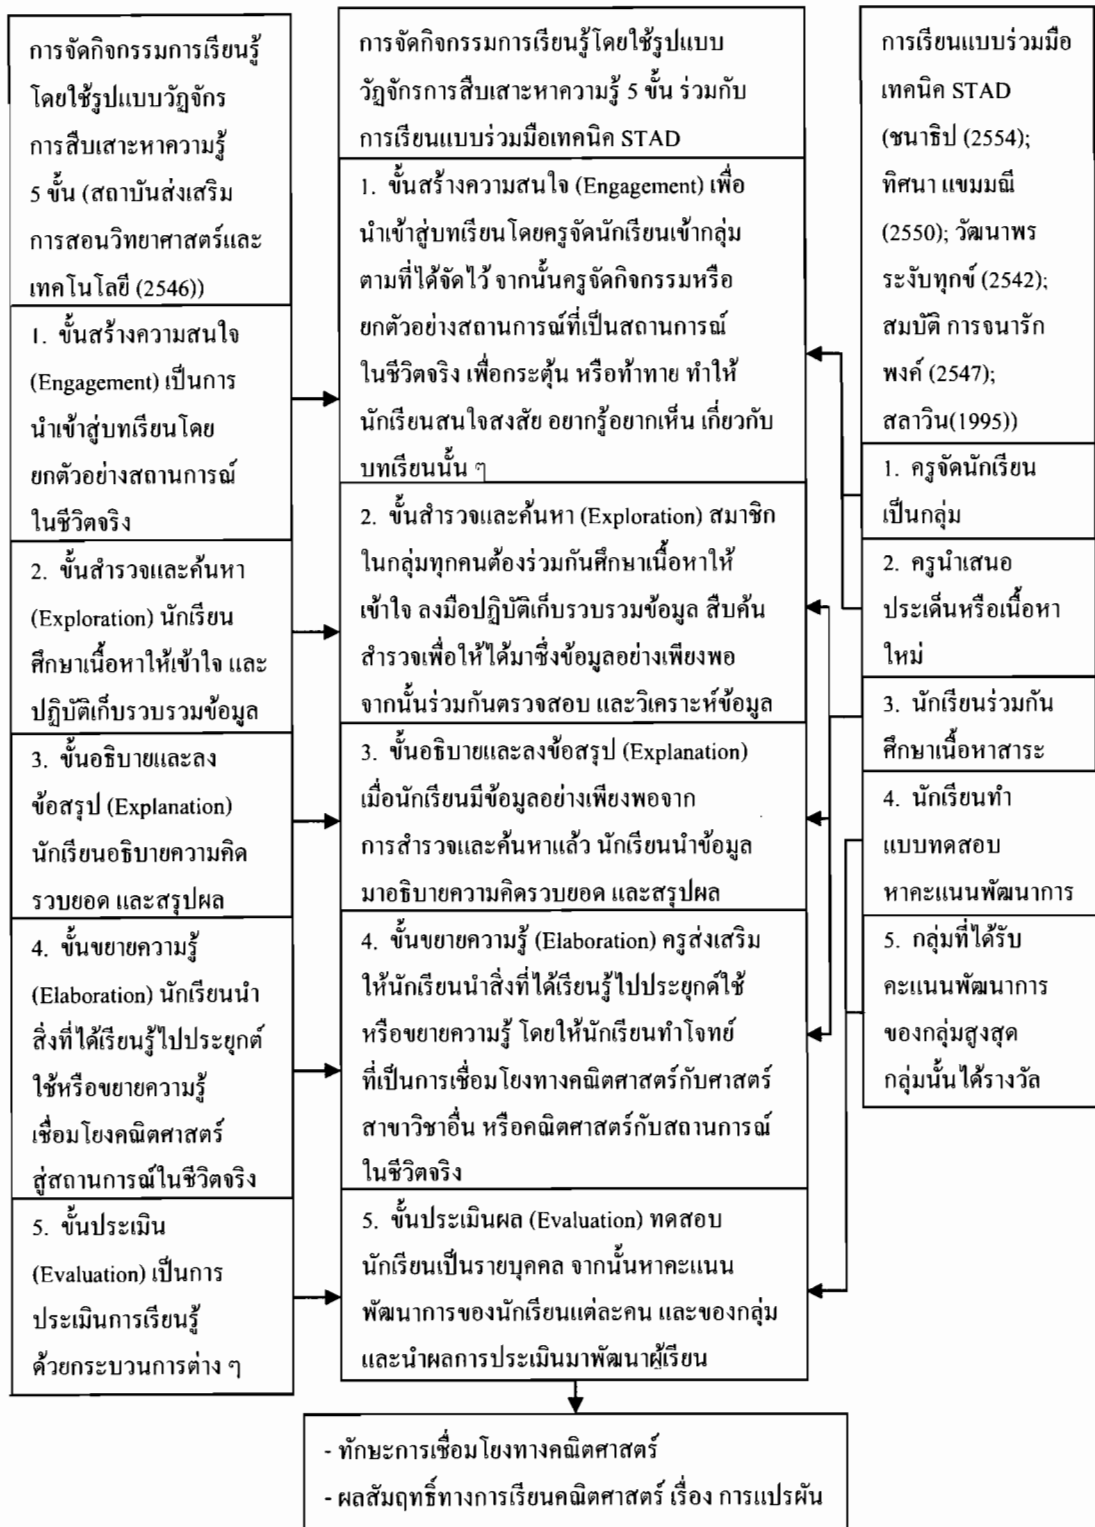 การจัดกิจกรรมการเรียนรู้
โดยใช้รูปแบบวัฏจักร
การสืบเสาะหาความรู้
5 ขั้น (สถาบันส่งเสริม
การสอนวิทยาศาสตร์และ
เทคโนโลยี (2546))
1. ขั้นสร้างความสนใจ
(Engagement) เป็นการ
นำเข้าสู่บทเรียนโดย
ยกตัวอย่างสถานการณ์
ในชีวิตจริง
2. ขั้นสำรวจและค้นหา
(Exploration) นักเรียน
ศึกษาเนื้อหาให้เข้าใจ และ
ปฏิบัติเก็บรวบรวมข้อมูล
3. ขั้นอธิบายและลง
ข้อสรุป (Explanation)
นักเรียนอธิบายความคิด
รวบยอด และสรุปผล
4. ขั้นขยายความรู้
(Elaboration) นักเรียนนำ
สิ่งที่ได้เรียนรู้ไปประยุกต์
ใช้หรือขยายความรู้
เชื่อมโยงคณิตศาสตร์
สู่สถานการณ์ในชีวิตจริง
5. ขั้นประเมิน
(Evaluation) เป็นการ
ประเมินการเรียนรู้
ด้วยกระบวนการต่าง ๆ
การจัดกิจกรรมการเรียนรู้โดยใช้รูปแบบ
วัฏจักรการสืบเสาะหาความรู้ 5 ขั้น ร่วมกับ
การเรียนแบบร่วมมือเทคนิค STAD
1. ขั้นสร้างความสนใจ (Engagement) เพื่อ
นำเข้าสู่บทเรียนโดยครูจัดนักเรียนเข้ากลุ่ม
ตามที่ได้จัดไว้ จากนั้นครูจัดกิจกรรมหรือ
ยกตัวอย่างสถานการณ์ที่เป็นสถานการณ์
ในชีวิตจริง เพื่อกระตุ้น หรือท้าทาย ทำให้
นักเรียนสนใจสงสัย อยากรู้อยากเห็น เกี่ยวกับ
บทเรียนนั้น ๆ
2. ขั้นสำรวจและค้นหา (Exploration) สมาชิก
ในกลุ่มทุกคนต้องร่วมกันศึกษาเนื้อหาให้
เข้าใจ ลงมือปฏิบัติเก็บรวบรวมข้อมูล สืบค้น
สำรวจเพื่อให้ได้มาซึ่งข้อมูลอย่างเพียงพอ
จากนั้นร่วมกันตรวจสอบ และวิเคราะห์ข้อมูล
3. ขั้นอธิบายและลงข้อสรุป (Explanation)
เมื่อนักเรียนมีข้อมูลอย่างเพียงพอจาก
การสำรวจและค้นหาแล้ว นักเรียนนำข้อมูล
มาอธิบายความคิดรวบยอด และสรุปผล
4. ขั้นขยายความรู้ (Elaboration) ครูส่งเสริม
ให้นักเรียนนำสิ่งที่ได้เรียนรู้ไปประยุกต์ใช้
หรือขยายความรู้ โดยให้นักเรียนทำโจทย์
ที่เป็นการเชื่อมโยงทางคณิตศาสตร์กับศาสตร์
สาขาวิชาอื่น หรือคณิตศาสตร์กับสถานการณ์
ในชีวิตจริง
5. ขั้นประเมินผล (Evaluation) ทดสอบ
นักเรียนเป็นรายบุคคล จากนั้นหาคะแนน
พัฒนาการของนักเรียนแต่ละคน และของกลุ่ม
และนำผลการประเมินมาพัฒนาผู้เรียน
การเรียนแบบร่วมมือ
เทคนิค STAD
(ชนาธิป (2554);
ทิศนา แขมมณี
(2550); วัฒนาพร
ระงับทุกข์ (2542);
สมบัติ การจนารัก
พงค์ (2547);
สลาวิน(1995))
1. ครูจัดนักเรียน
เป็นกลุ่ม
2. ครูนำเสนอ
ประเด็นหรือเนื้อหา
ใหม่
3. นักเรียนร่วมกัน
ศึกษาเนื้อหาสาระ
4. นักเรียนทำ
แบบทดสอบ
หาคะแนนพัฒนาการ
5. กลุ่มที่ได้รับ
คะแนนพัฒนาการ
ของกลุ่มสูงสุด
กลุ่มนั้นได้รางวัล
- ทักษะการเชื่อมโยงทางคณิตศาสตร์
- ผลสัมฤทธิ์ทางการเรียนคณิตศาสตร์ เรื่อง การแปรผัน